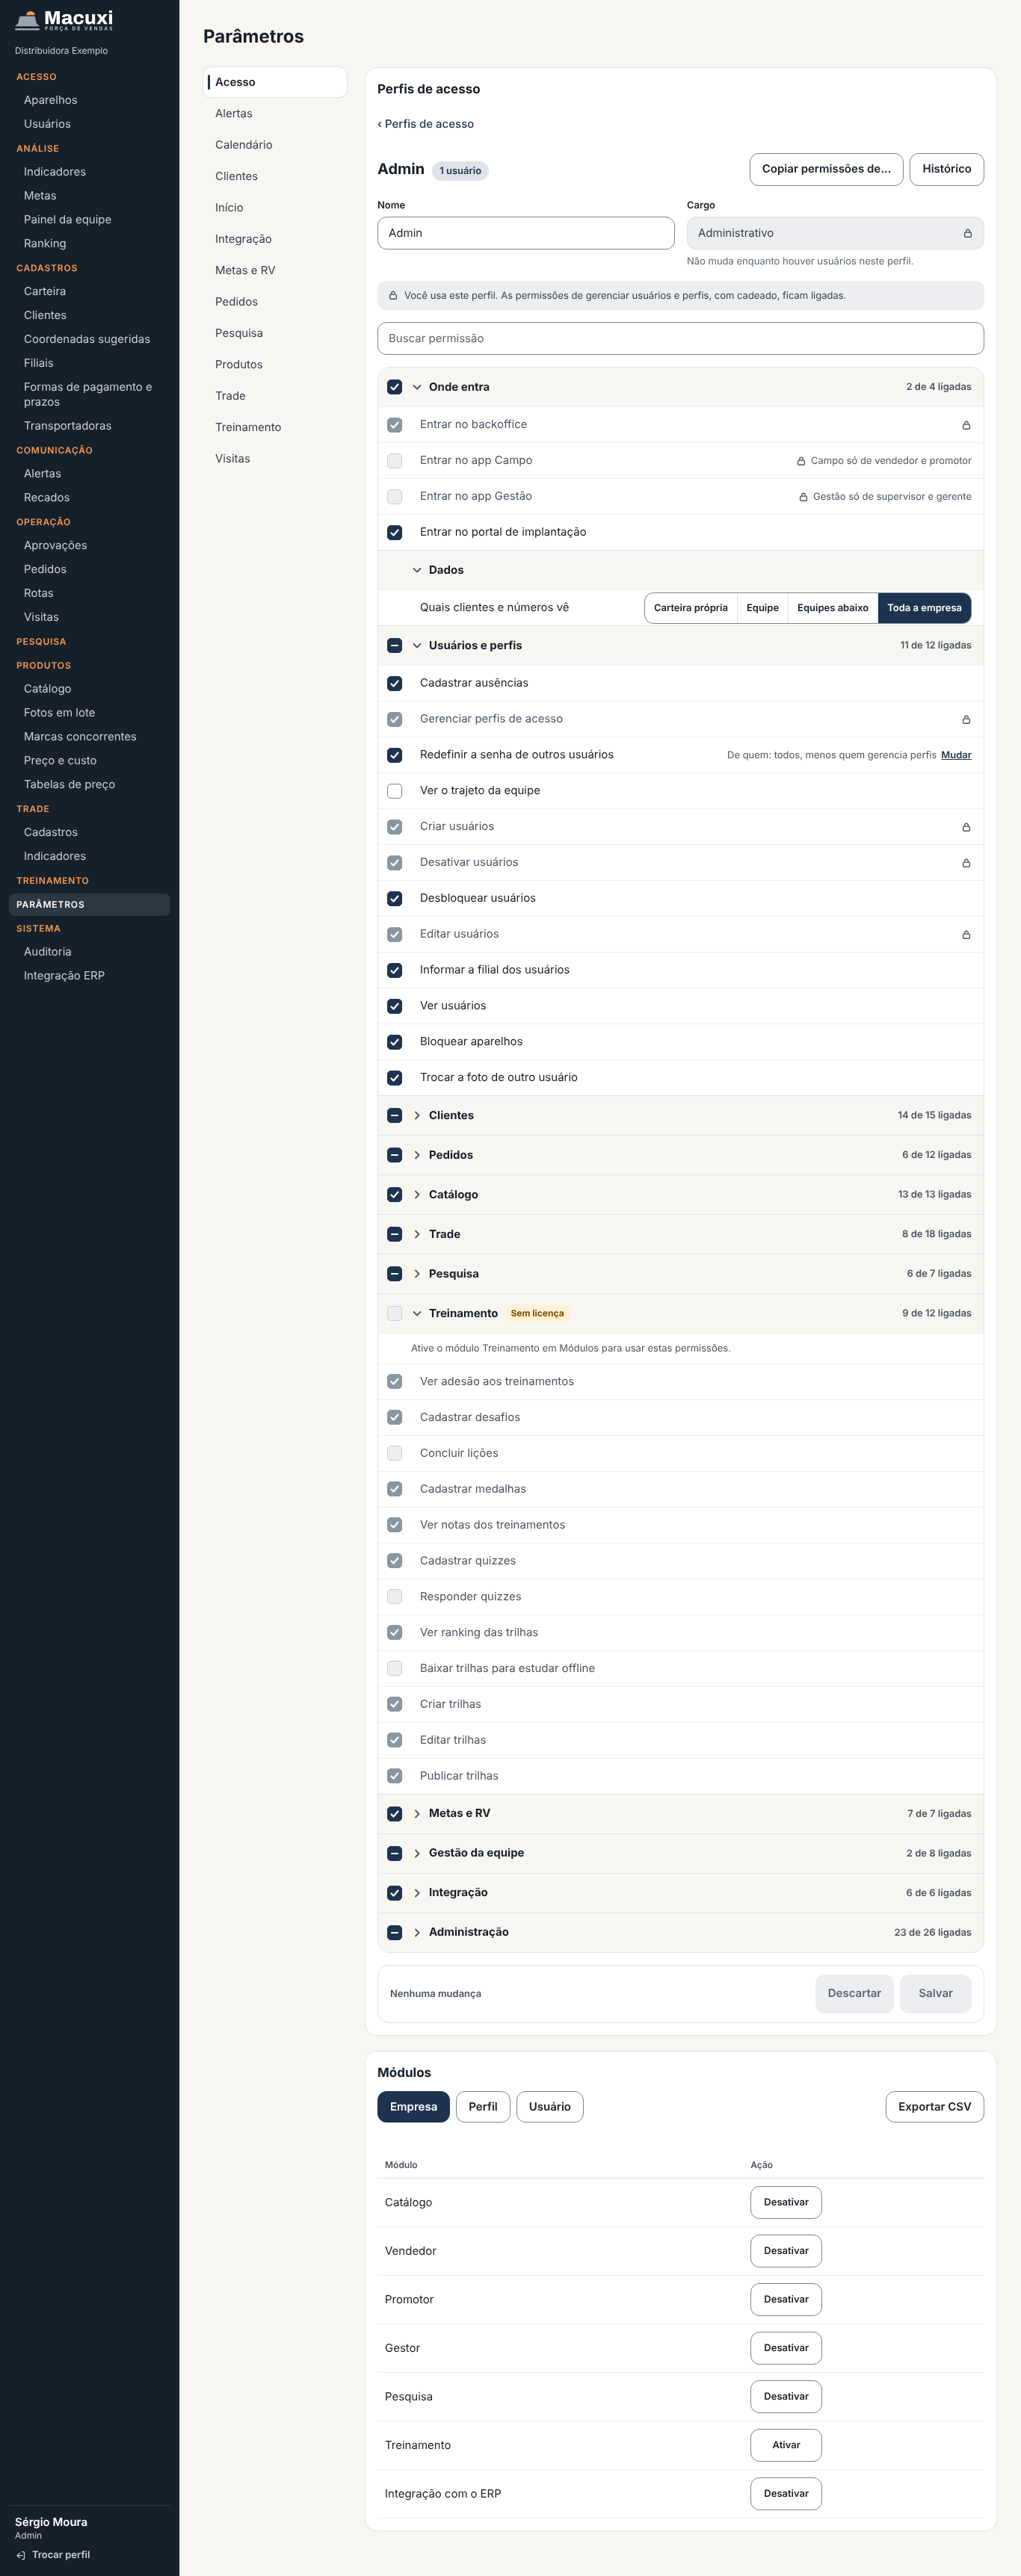 Macuxi
FORÇA DE VENDAS
Distribuidora Exemplo
ACESSO
Aparelhos
Usuários
ANÁLISE
Indicadores
Metas
Painel da equipe
Ranking
CADASTROS
Carteira
Clientes
Coordenadas sugeridas
Filiais
Formas de pagamento e
prazos
Transportadoras
COMUNICAÇÃO
Alertas
Recados
OPERAÇÃO
Aprovações
Pedidos
Rotas
Visitas
PESQUISA
PRODUTOS
Catálogo
Fotos em lote
Marcas concorrentes
Preço e custo
Tabelas de preço
TRADE
Cadastros
Indicadores
TREINAMENTO
PARÂMETROS
SISTEMA
Auditoria
Integração ERP
Sérgio Moura
Admin
Trocar perfil
Parâmetros
Acesso
Alertas
Calendário
Clientes
Início
Integração
Metas e RV
Pedidos
Pesquisa
Produtos
Trade
Treinamento
Visitas
Perfis de acesso
‹ Perfis de acesso
Admin 1 usuário Copiar permissões de... Histórico
Nome
Admin
Cargo
Administrativo
Não muda enquanto houver usuários neste perfil.
Você usa este perfil. As permissões de gerenciar usuários e perfis, com cadeado, ficam ligadas.
Buscar permissão
Onde entra 2 de 4 ligadas
Entrar no backoffice
Entrar no app Campo Campo só de vendedor e promotor
Entrar no app Gestão Gestão só de supervisor e gerente
Entrar no portal de implantação
Dados
Quais clientes e números vê Carteira própria Equipe Equipes abaixo Toda a empresa
Usuários e perfis 11 de 12 ligadas
Cadastrar ausências
Gerenciar perfis de acesso
Redefinir a senha de outros usuários De quem: todos, menos quem gerencia perfis Mudar
Ver o trajeto da equipe
Criar usuários
Desativar usuários
Desbloquear usuários
Editar usuários
Informar a filial dos usuários
Ver usuários
Bloquear aparelhos
Trocar a foto de outro usuário
Clientes 14 de 15 ligadas
Pedidos 6 de 12 ligadas
Catálogo 13 de 13 ligadas
Trade 8 de 18 ligadas
Pesquisa 6 de 7 ligadas
Treinamento Sem licença 9 de 12 ligadas
Ative o módulo Treinamento em Módulos para usar estas permissões.
Ver adesão aos treinamentos
Cadastrar desafios
Concluir lições
Cadastrar medalhas
Ver notas dos treinamentos
Cadastrar quizzes
Responder quizzes
Ver ranking das trilhas
Baixar trilhas para estudar offline
Criar trilhas
Editar trilhas
Publicar trilhas
Metas e RV 7 de 7 ligadas
Gestão da equipe 2 de 8 ligadas
Integração 6 de 6 ligadas
Administração 23 de 26 ligadas
Nenhuma mudança Descartar Salvar
Módulos
Empresa Perfil Usuário Exportar CSV
Módulo Ação
Catálogo Desativar
Vendedor Desativar
Promotor Desativar
Gestor Desativar
Pesquisa Desativar
Treinamento Ativar
Integração com o ERP Desativar